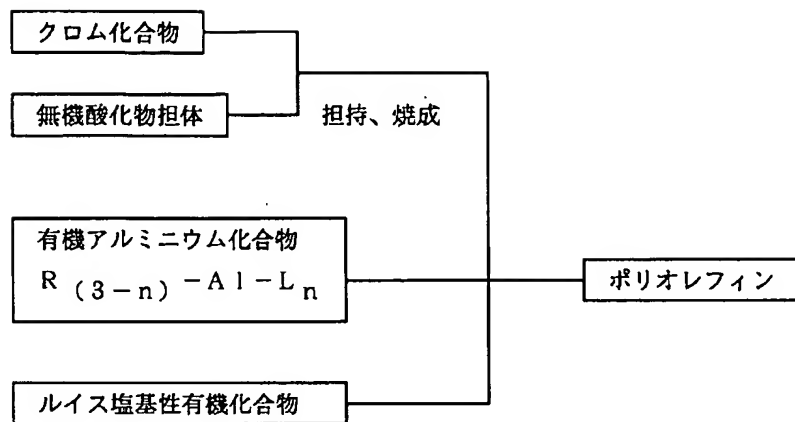 クロム化合物
無機酸化物担体
担持、焼成
有機アルミニウム化合物
R (3-n) -Al-L n
ポリオレフィン
ルイス塩基性有機化合物